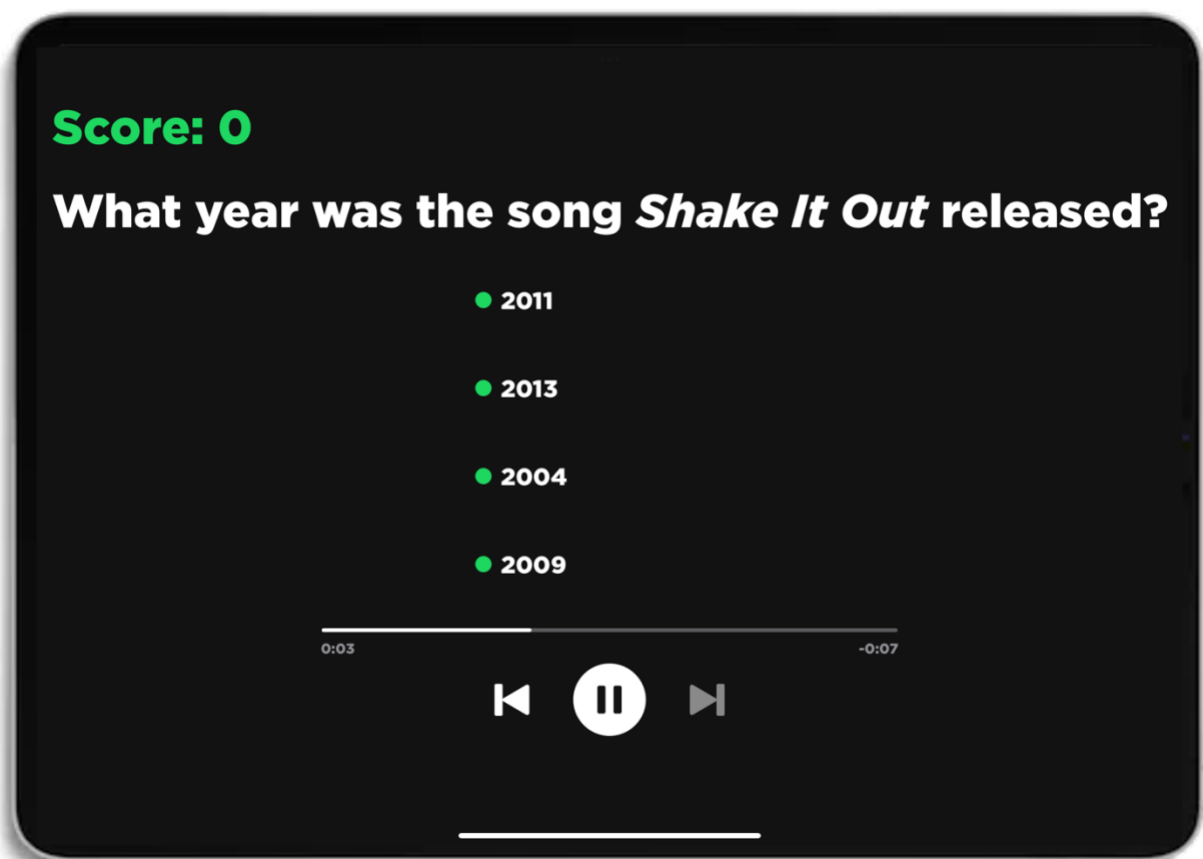 Score: 0
What year was the song Shake It Out released?
2011
2013
2004
2009
0:03 -0:07